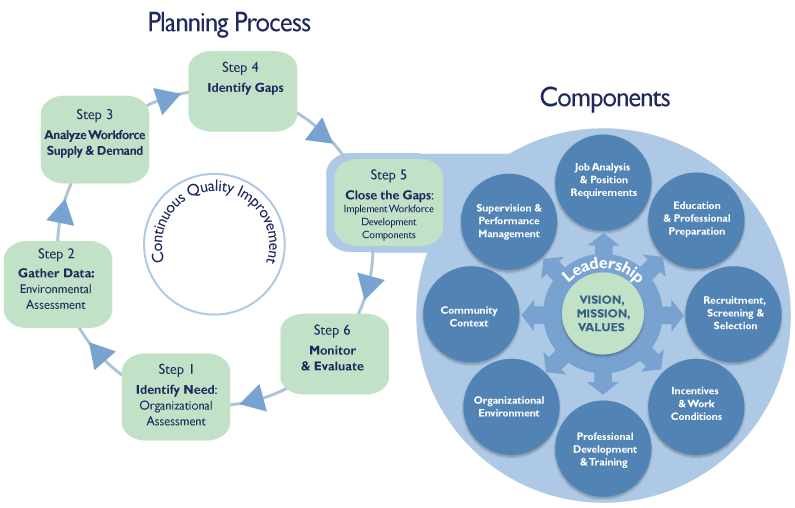 Planning Process
Step 4
Identify Gaps
Step 3
Analyze Workforce
Supply & Demand
Step 5
Close the Gaps:
Implement Workforce
Development
Components
Continuous Quality Improvement
Step 2
Gather Data:
Environmental
Assessment
Step 6
Monitor
& Evaluate
Step 1
Identify Need:
Organizational
Assessment
Components
Job Analysis
& Position
Requirements
Education
& Professional
Preparation
Recruitment,
Screening &
Selection
Incentives
& Work
Conditions
Professional
Development
& Training
Organizational
Environment
Community
Context
Supervision &
Performance
Management
Leadership
VISION,
MISSION,
VALUES